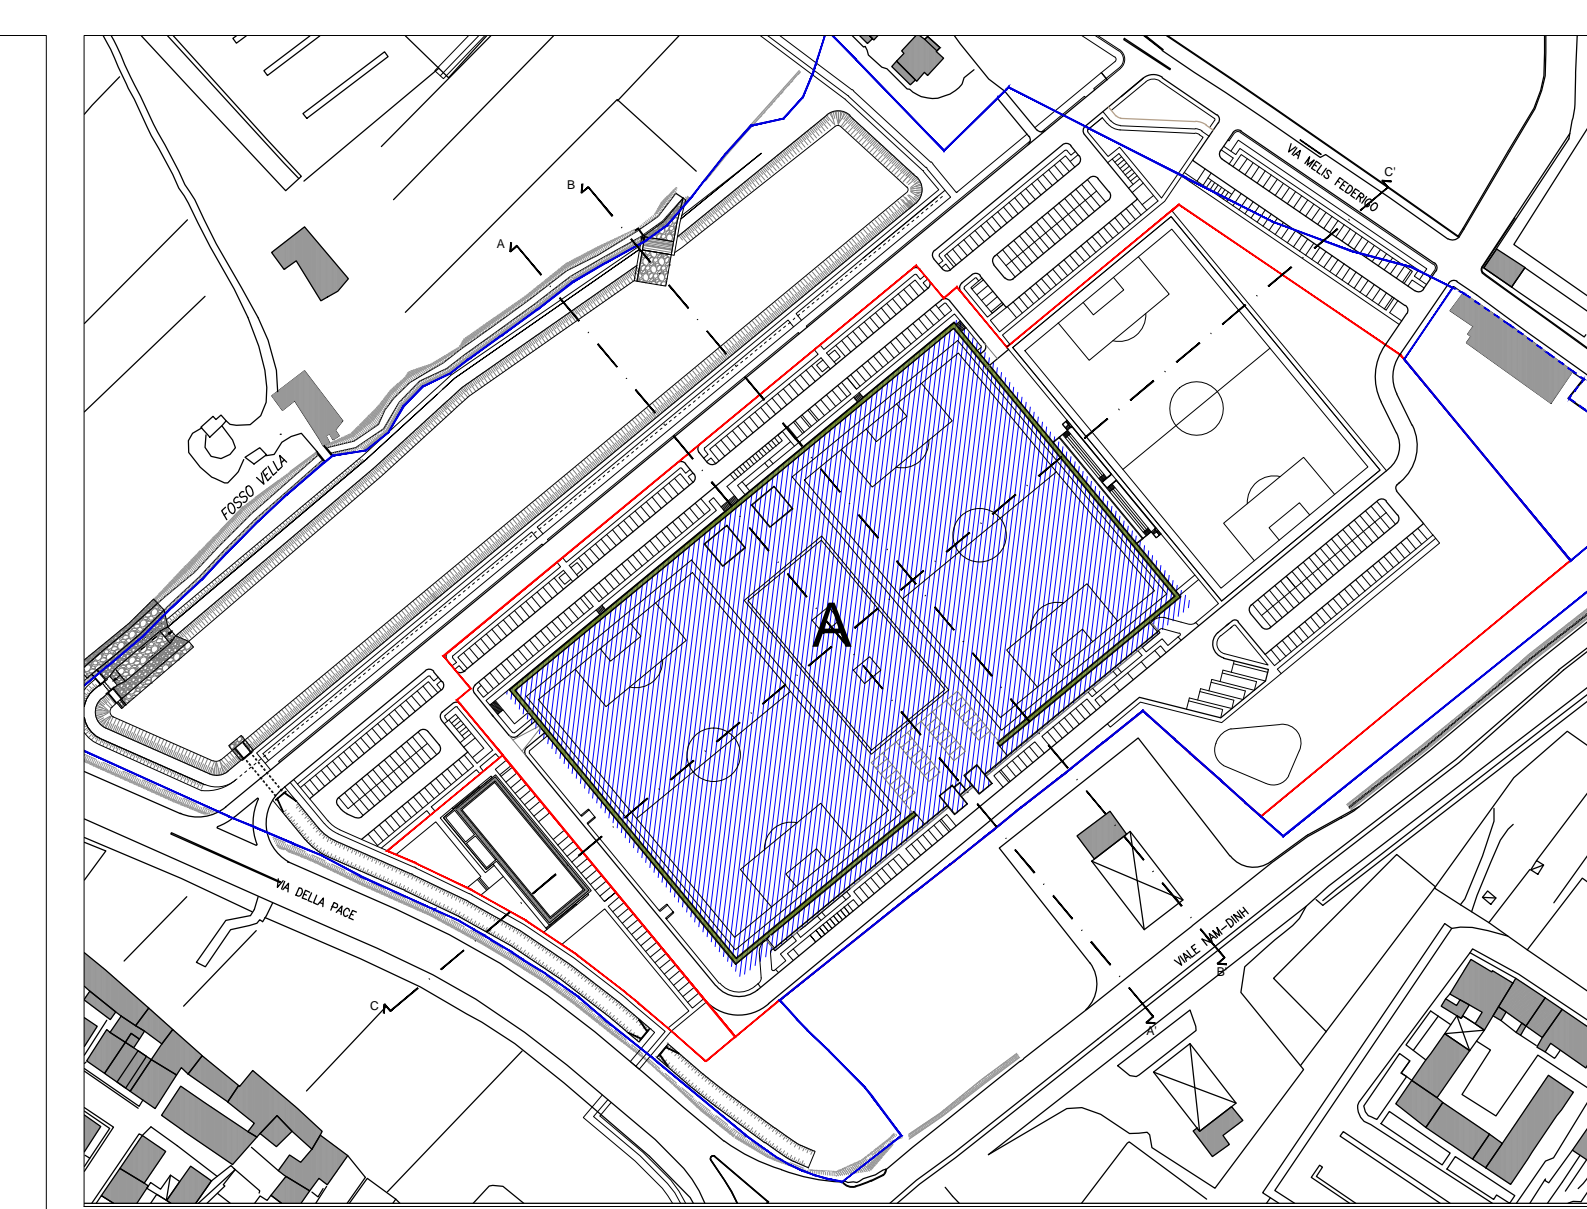 VIA MELIS FEDERICO
C'
B
A
FOSSO VELLA
A
VIA DELLA PACE
VIALE NAM-DINH
B'
C
A'